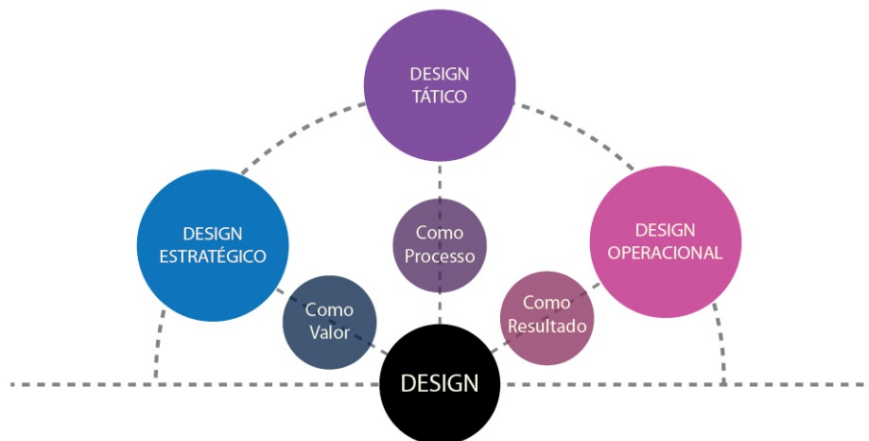 DESIGN
TÁTICO
DESIGN
ESTRATÉGICO
Como
Processo
DESIGN
OPERACIONAL
Como
Valor
Como
Resultado
DESIGN